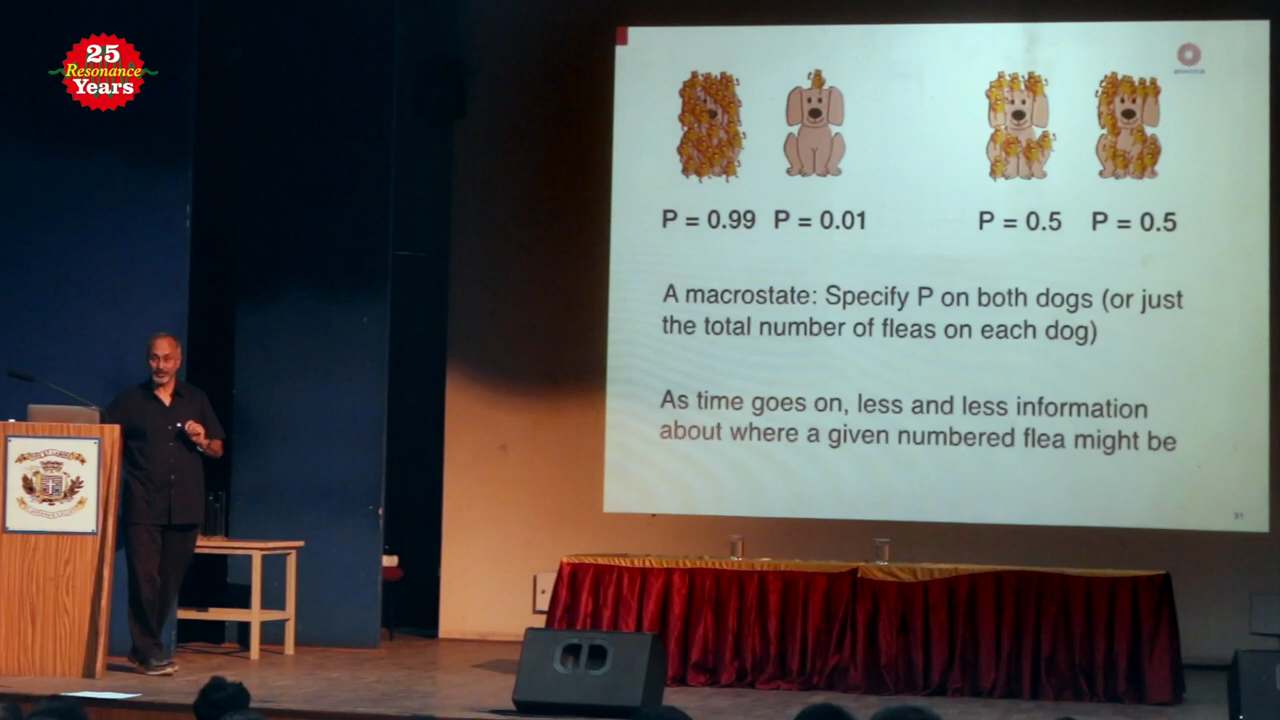 25
Resonance
Years
P = 0.99 P = 0.01 P = 0.5 P = 0.5
A macrostate: Specify P on both dogs (or just
the total number of fleas on each dog)
As time goes on, less and less information
about where a given numbered flea might be
31